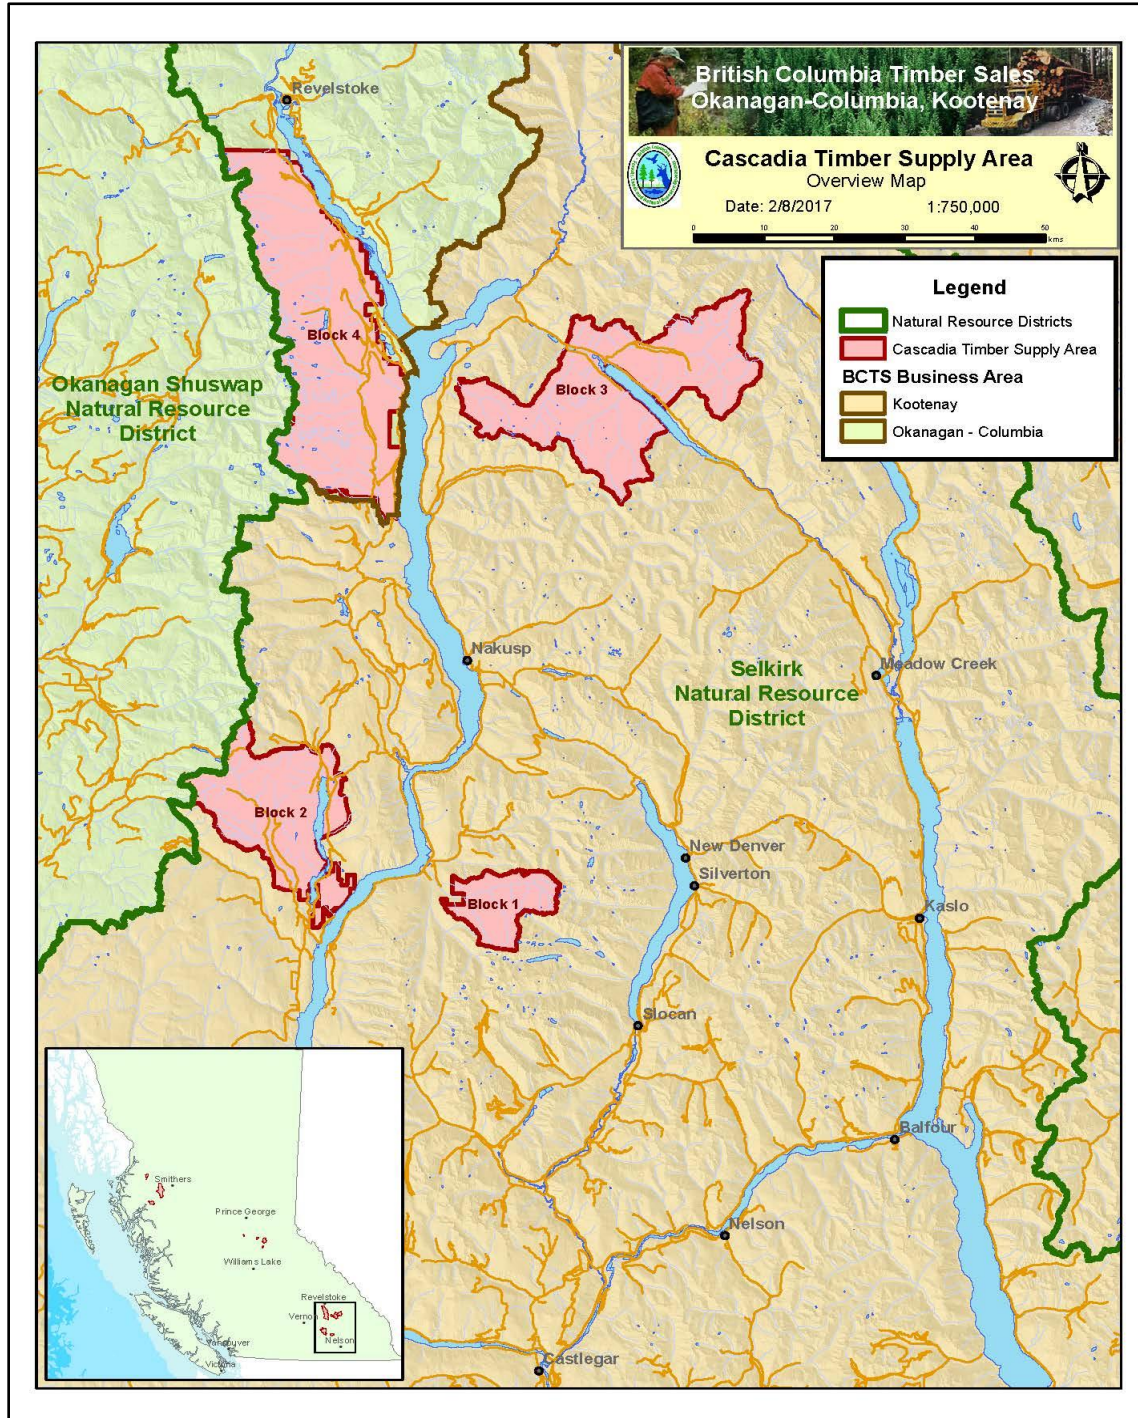 British Columbia Timber Sales
Okanagan-Columbia, Kootenay
Cascadia Timber Supply Area
Overview Map
Date: 2/8/2017
1:750,000
0 10 20 30 40 50
kms
Legend
Natural Resource Districts
Cascadia Timber Supply Area
BCTS Business Area
Kootenay
Okanagan - Columbia
Revelstoke
Block 4
Block 3
Okanagan Shuswap
Natural Resource
District
Nakusp
Selkirk
Natural Resource
District
Meadow Creek
Block 2
New Denver
Silverton
Block 1
Kaslo
Slocan
Balfour
Nelson
Castlegar
Smithers
Prince George
Williams Lake
Revelstoke
Vernon
Nelson
Vancouver
Victoria